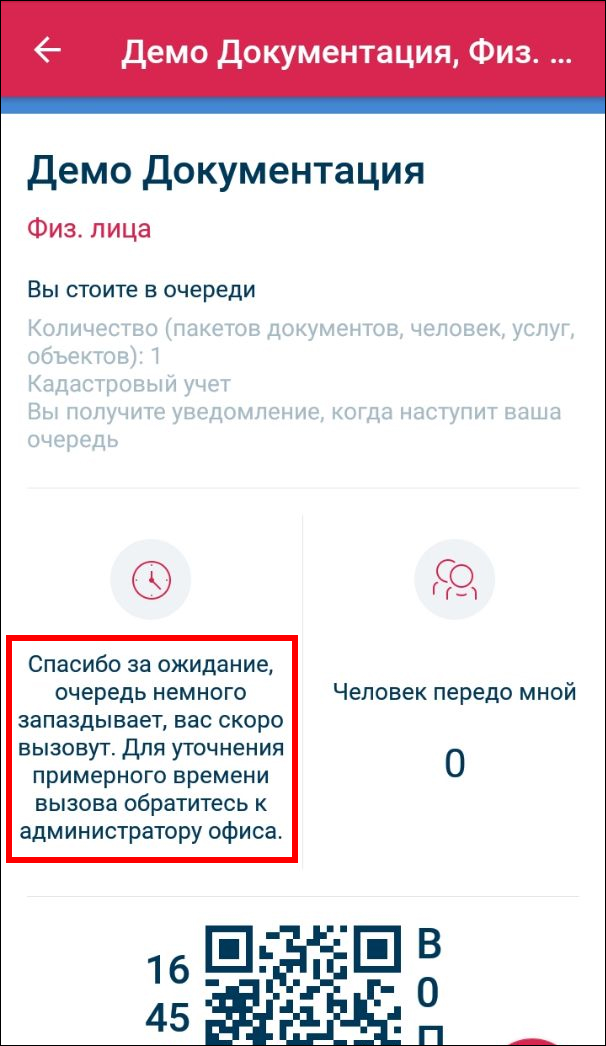 Демо Документация, Физ. ...
Демо Документация
Физ. лица
Вы стоите в очереди
Количество (пакетов документов, человек, услуг,
объектов): 1
Кадастровый учет
Вы получите уведомление, когда наступит ваша
очередь
Спасибо за ожидание,
очередь немного
запаздывает, вас скоро
вызовут. Для уточнения
примерного времени
вызова обратитесь к
администратору офиса.
Человек передо мной
0
16
45
В
0